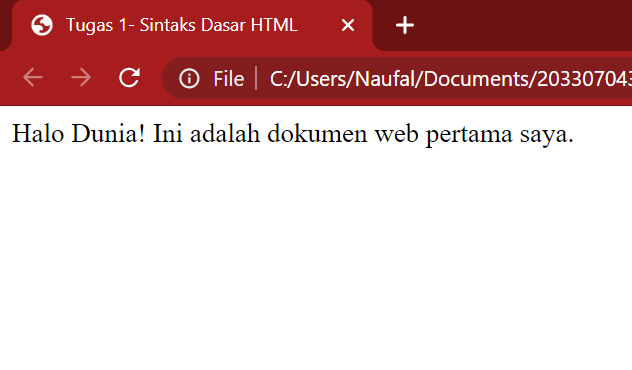 Tugas 1- Sintaks Dasar HTML
File C:/Users/Naufal/Documents/203307043
Halo Dunia! Ini adalah dokumen web pertama saya.